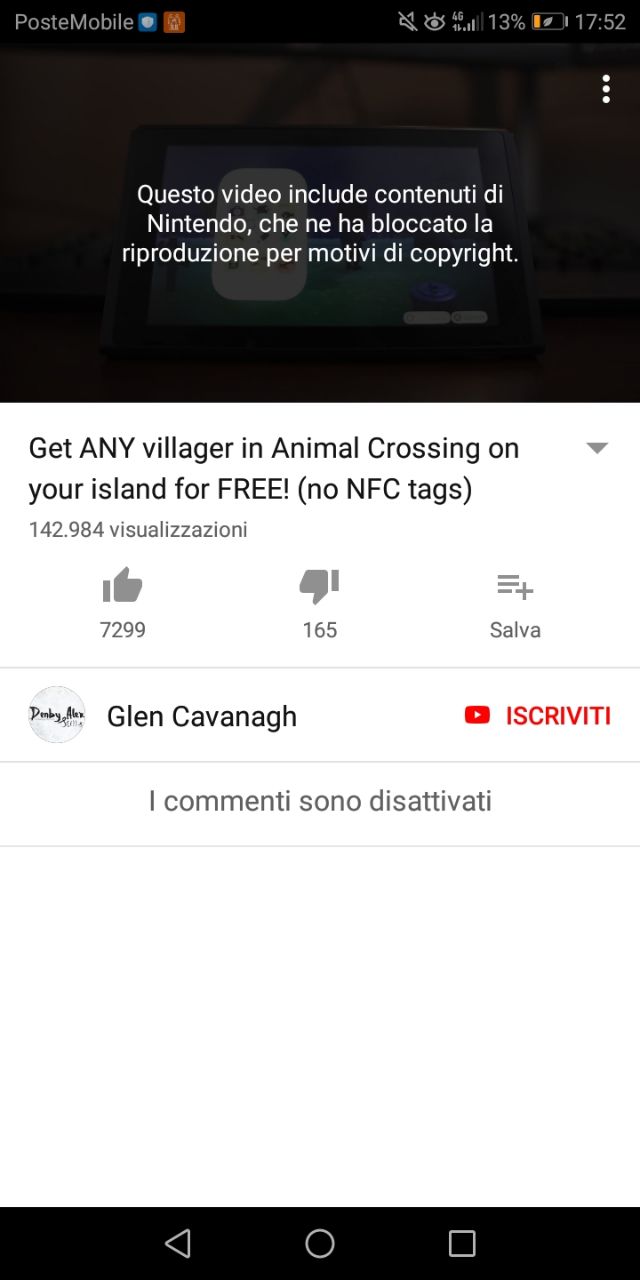 PosteMobile
4G 13% 17:52
Questo video include contenuti di
Nintendo, che ne ha bloccato la
riproduzione per motivi di copyright.
Get ANY villager in Animal Crossing on
your island for FREE! (no NFC tags)
142.984 visualizzazioni
7299
165
Salva
Denby Alex
Glen Cavanagh
ISCRIVITI
I commenti sono disattivati